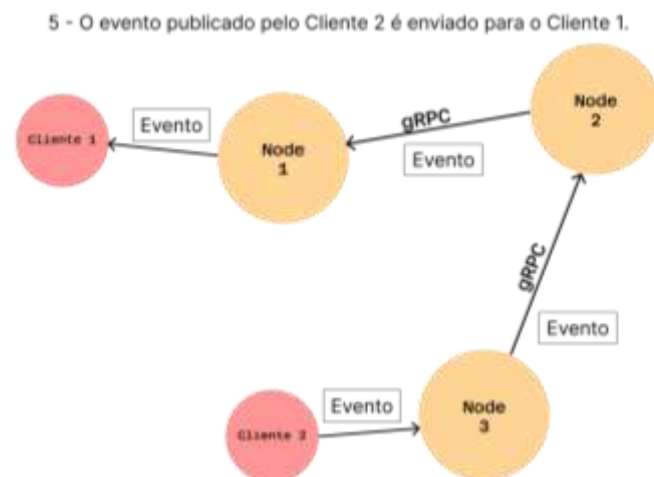 5 - O evento publicado pelo Cliente 2 é enviado para o Cliente 1.
Evento
Cliente 1
Node
1
gRPC
Evento
Node
2
gRPC
Evento
Evento
Cliente 2
Node
3